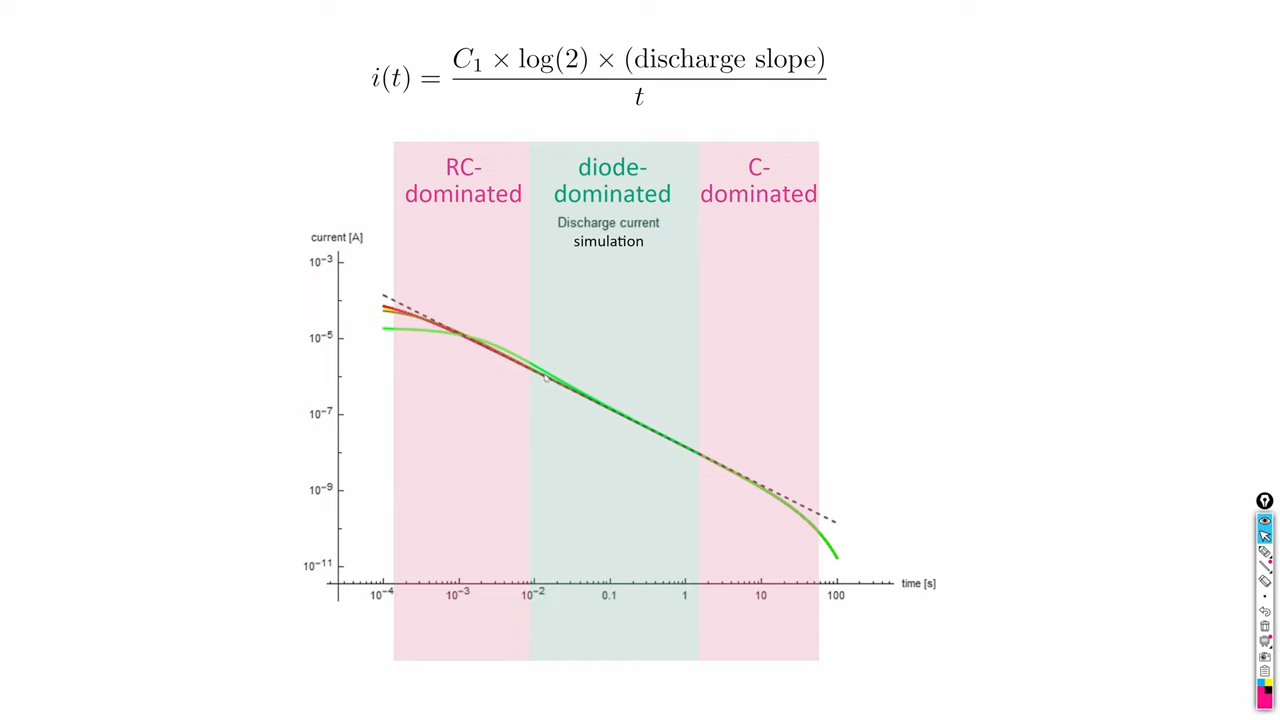 i(t) = C₁ × log(2) × (discharge slope) / t
RC-
dominated
diode-
dominated
C-
dominated
Discharge current
simulation
current [A]
10⁻³
10⁻⁵
10⁻⁷
10⁻⁹
10⁻¹¹
10⁻⁴ 10⁻³ 10⁻² 0.1 1 10 100
time [s]